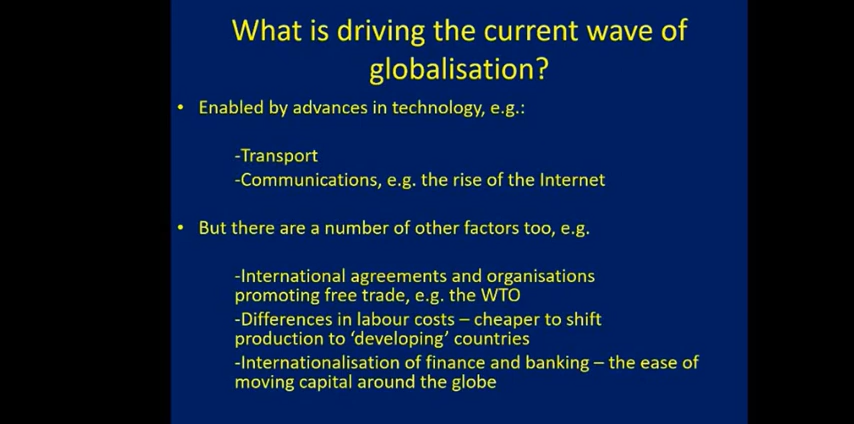 What is driving the current wave of
globalisation?
• Enabled by advances in technology, e.g.:
-Transport
-Communications, e.g. the rise of the Internet
• But there are a number of other factors too, e.g.
-International agreements and organisations
promoting free trade, e.g. the WTO
-Differences in labour costs – cheaper to shift
production to ‘developing’ countries
-Internationalisation of finance and banking – the ease of
moving capital around the globe